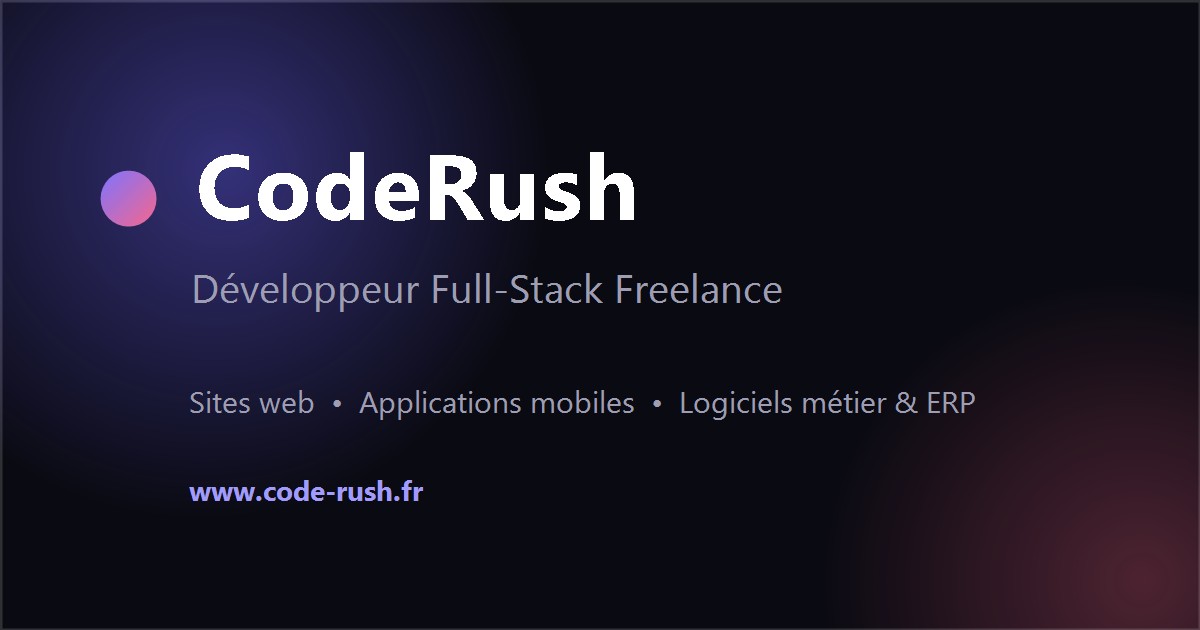 CodeRush
Développeur Full-Stack Freelance
Sites web • Applications mobiles • Logiciels métier & ERP
www.code-rush.fr